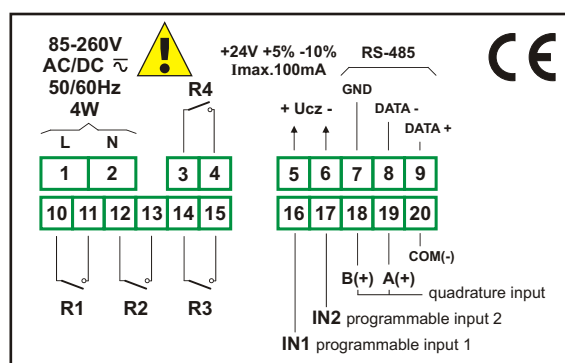 85-260V
AC/DC ⏦
50/60Hz
4W
L N
+24V +5% -10%
Imax.100mA
RS-485
CE
R4
GND
+ Ucz -
DATA -
DATA +
1 2 3 4 5 6 7 8 9
10 11 12 13 14 15 16 17 18 19 20
COM(-)
B(+) A(+)
quadrature input
R1 R2 R3
IN2 programmable input 2
IN1 programmable input 1